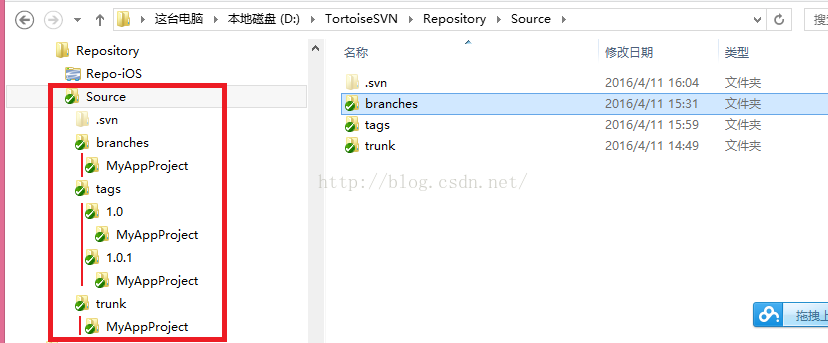 这台电脑 › 本地磁盘 (D:) › TortoiseSVN › Repository › Source ›
Repository
Repo-iOS
Source
.svn
branches
MyAppProject
tags
1.0
MyAppProject
1.0.1
MyAppProject
trunk
MyAppProject
名称 修改日期 类型
.svn 2016/4/11 16:04 文件夹
branches 2016/4/11 15:31 文件夹
tags 2016/4/11 15:59 文件夹
trunk 2016/4/11 14:49 文件夹
http://blog.csdn.net/
拖拽上